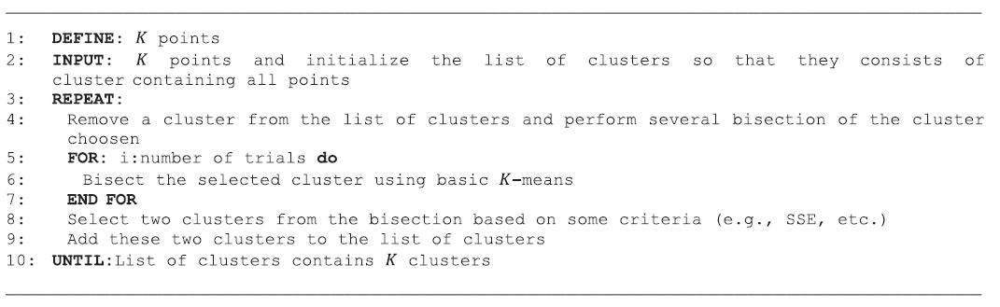 1: DEFINE: K points
2: INPUT: K points and initialize the list of clusters so that they consists of
cluster containing all points
3: REPEAT:
4: Remove a cluster from the list of clusters and perform several bisection of the cluster
choosen
5: FOR: i:number of trials do
6: Bisect the selected cluster using basic K-means
7: END FOR
8: Select two clusters from the bisection based on some criteria (e.g., SSE, etc.)
9: Add these two clusters to the list of clusters
10: UNTIL:List of clusters contains K clusters